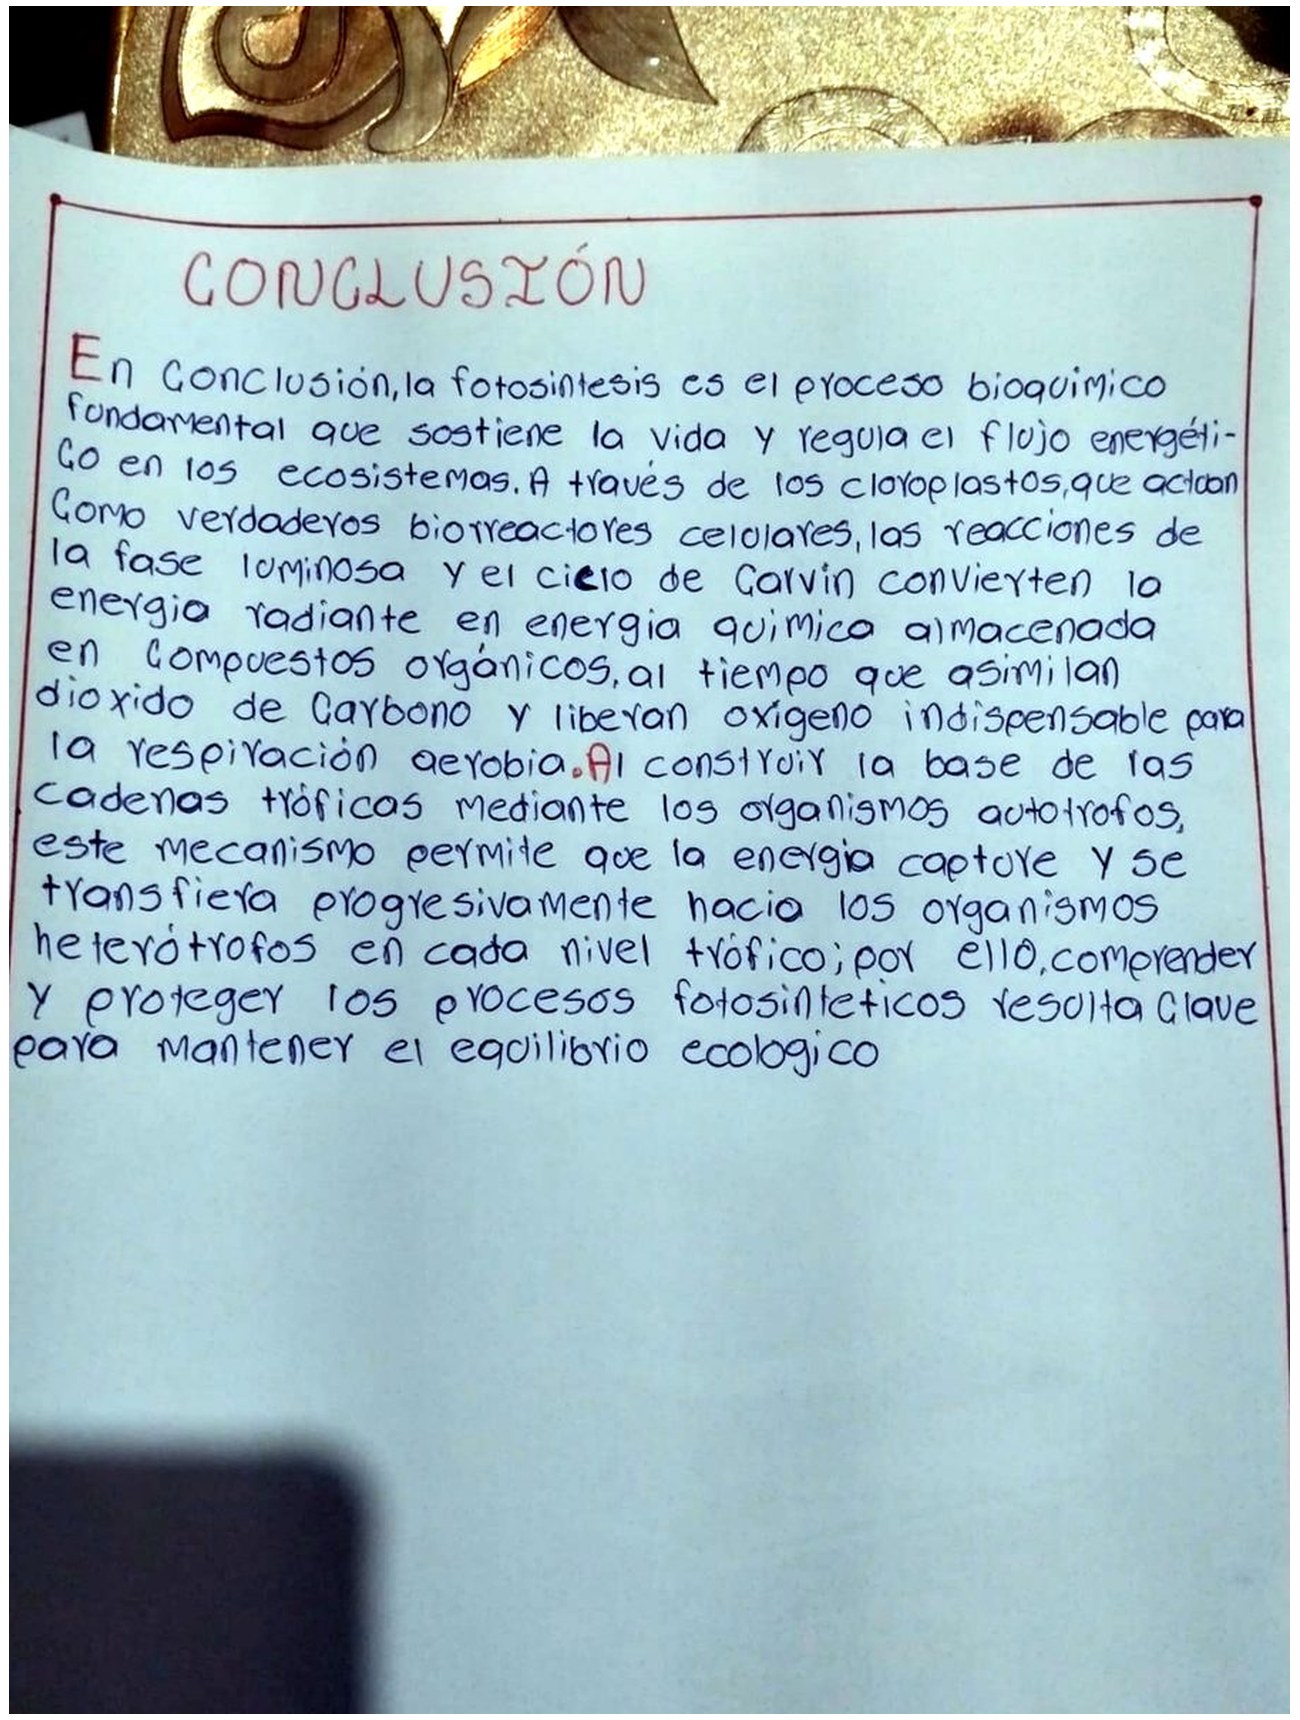 CONCLUSIÓN
En Conclusión, la fotosintesis es el proceso bioquimico
fundamental que sostiene la vida y regula el flujo energéti-
co en los ecosistemas. A través de los cloroplastos, que actuan
Como verdaderos biorreactores celulares, las reacciones de
la fase luminosa y el ciclo de Carvin convierten la
energia radiante en energia quimica almacenada
en Compuestos orgánicos, al tiempo que asimilan
dioxido de Carbono y liberan oxígeno indispensable para
la respiración aerobia. Al construir la base de las
cadenas tróficas mediante los organismos autotrofos,
este mecanismo permite que la energia capture y se
transfiera progresivamente hacia los organismos
heterótrofos en cada nivel trófico; por ello, comprender
y proteger los procesos fotosinteticos resulta Clave
para mantener el equilibrio ecologico